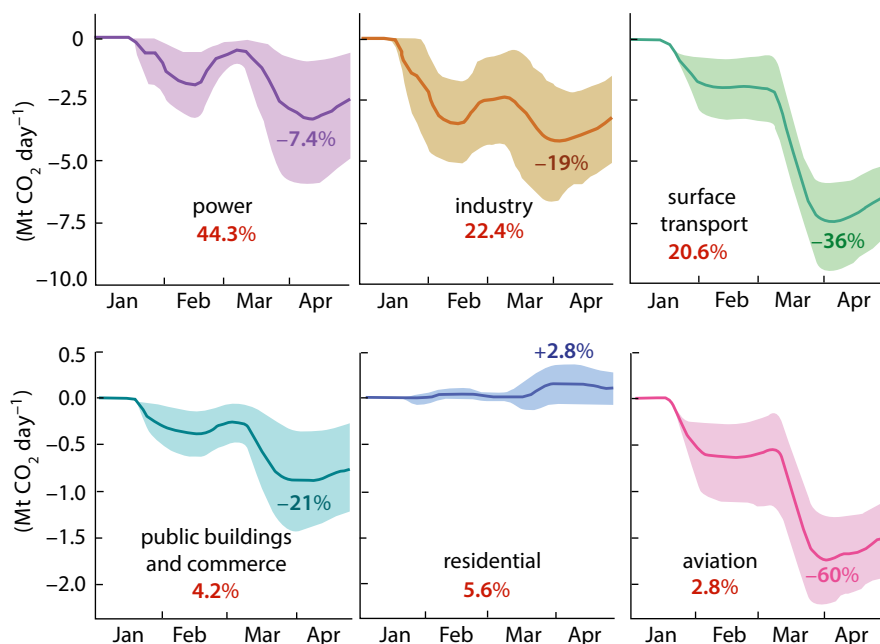 (Mt CO₂ day⁻¹)
0
−2.5
−5.0
−7.5
−10.0
−7.4%
power
44.3%
Jan Feb Mar Apr
−19%
industry
22.4%
Jan Feb Mar Apr
surface
transport
20.6%
−36%
Jan Feb Mar Apr
(Mt CO₂ day⁻¹)
0.5
0.0
−0.5
−1.0
−1.5
−2.0
−21%
public buildings
and commerce
4.2%
Jan Feb Mar Apr
+2.8%
residential
5.6%
Jan Feb Mar Apr
aviation
2.8%
−60%
Jan Feb Mar Apr